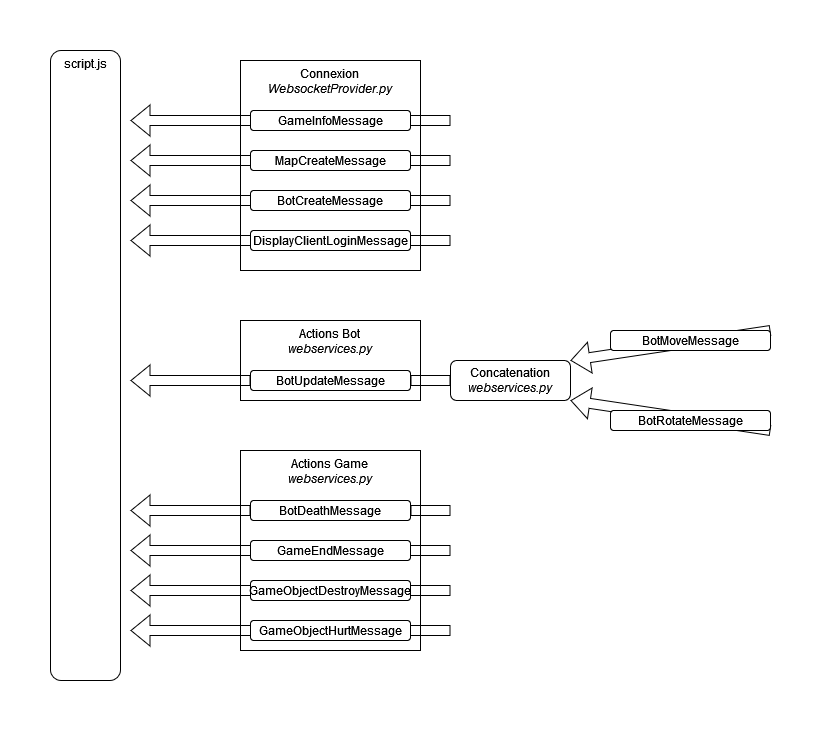 script.js
Connexion
WebsocketProvider.py
GameInfoMessage
MapCreateMessage
BotCreateMessage
DisplayClientLoginMessage
Actions Bot
webservices.py
BotUpdateMessage
Concatenation
webservices.py
BotMoveMessage
BotRotateMessage
Actions Game
webservices.py
BotDeathMessage
GameEndMessage
GameObjectDestroyMessage
GameObjectHurtMessage